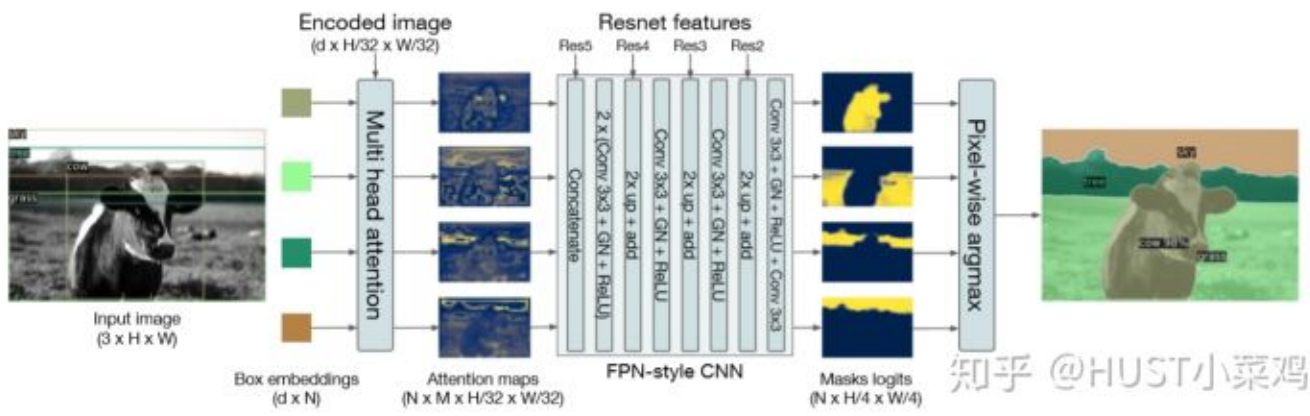 Encoded image
(d x H/32 x W/32)
Resnet features
Res5
Res4
Res3
Res2
sky
tree
cow
grass
Input image
(3 x H x W)
Box embeddings
(d x N)
Multi head attention
Attention maps
(N x M x H/32 x W/32)
Concatenate
2 x (Conv 3x3 + GN + ReLU)
2x up + add
Conv 3x3 + GN + ReLU
2x up + add
Conv 3x3 + GN + ReLU
2x up + add
Conv 3x3 + GN + ReLU + Conv 3x3
FPN-style CNN
Masks logits
(N x H/4 x W/4)
Pixel-wise argmax
sky
tree
cow 98%
grass
知乎 @HUST小菜鸡